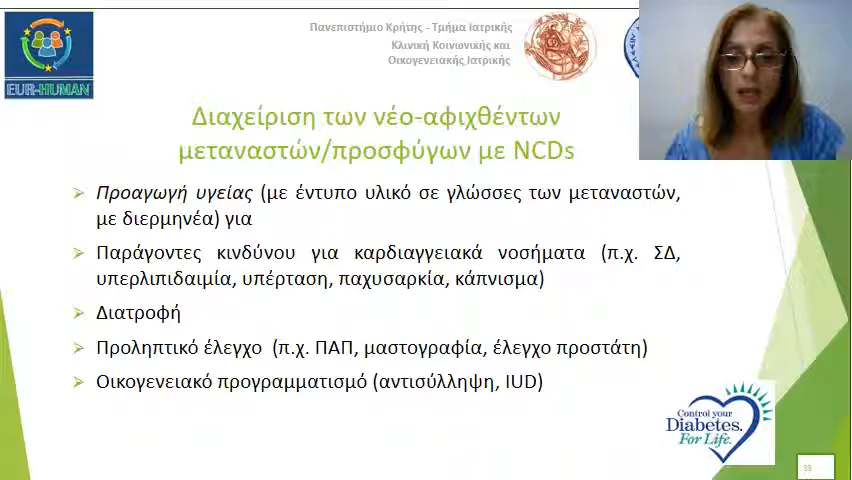 Πανεπιστήμιο Κρήτης - Τμήμα Ιατρικής
Κλινική Κοινωνικής και
Οικογενειακής Ιατρικής
EUR-HUMAN
Διαχείριση των νέο-αφιχθέντων
μεταναστών/προσφύγων με NCDs
Προαγωγή υγείας (με έντυπο υλικό σε γλώσσες των μεταναστών,
με διερμηνέα) για
Παράγοντες κινδύνου για καρδιαγγειακά νοσήματα (π.χ. ΣΔ,
υπερλιπιδαιμία, υπέρταση, παχυσαρκία, κάπνισμα)
Διατροφή
Προληπτικό έλεγχο (π.χ. ΠΑΠ, μαστογραφία, έλεγχο προστάτη)
Οικογενειακό προγραμματισμό (αντισύλληψη, IUD)
Control your
Diabetes.
For Life.
33